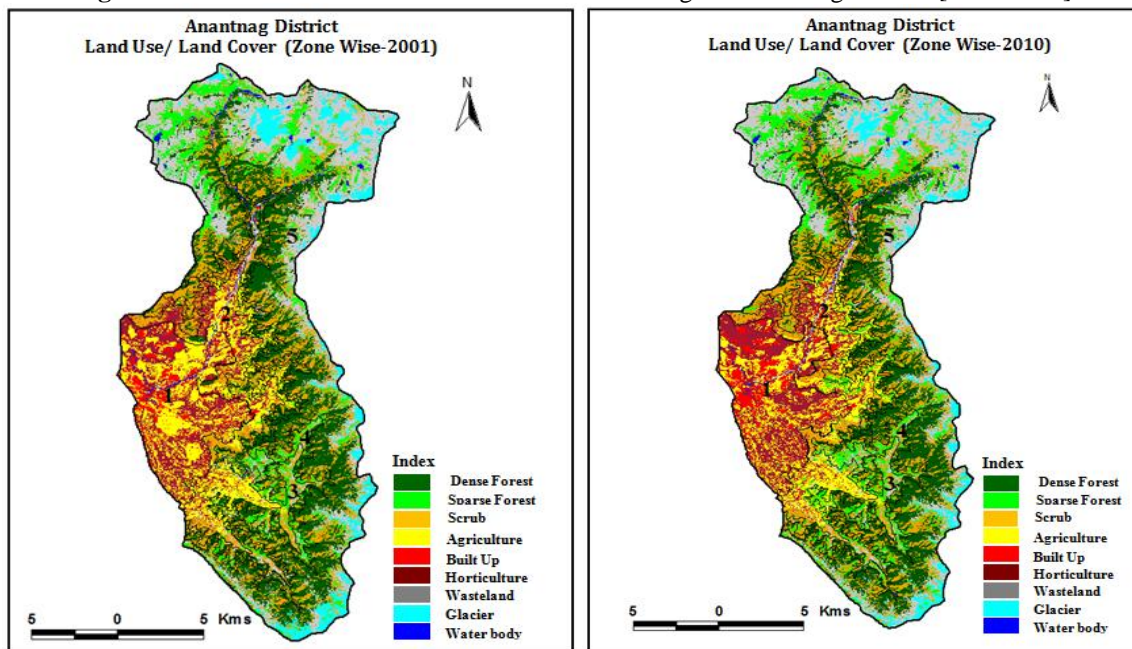 Anantnag District
Land Use/ Land Cover (Zone Wise-2001)
N
5
2
1
4
3
Index
Dense Forest
Sparse Forest
Scrub
Agriculture
Built Up
Horticulture
Wasteland
Glacier
Water body
5 0 5 Kms
Anantnag District
Land Use/ Land Cover (Zone Wise-2010)
N
5
2
1
4
3
Index
Dense Forest
Sparse Forest
Scrub
Agriculture
Built Up
Horticulture
Wasteland
Glacier
Water body
5 0 5 Kms